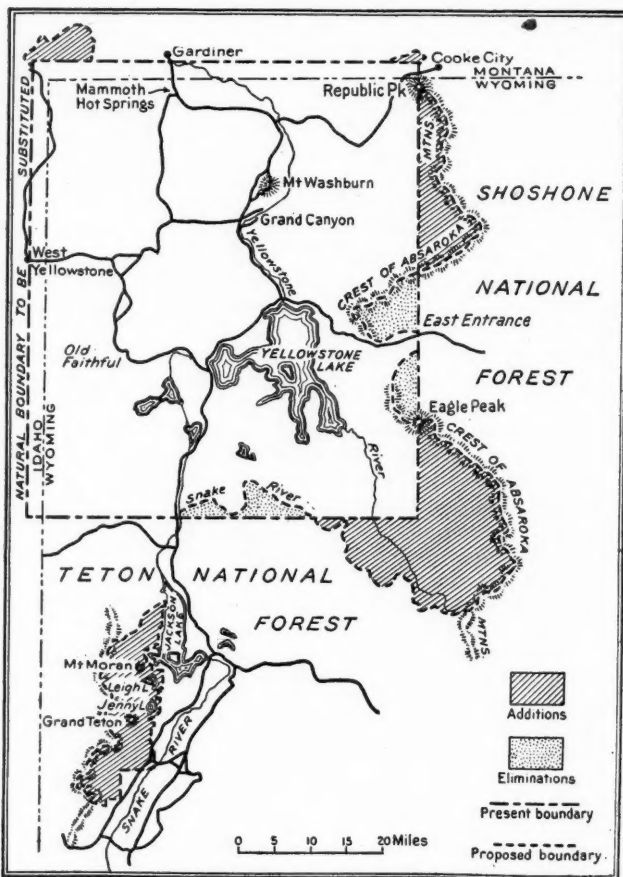 Gardiner
Cooke City
MONTANA
WYOMING
Mammoth
Hot Springs
Republic Pk
MTNS.
NATURAL BOUNDARY TO BE SUBSTITUTED
Mt Washburn
SHOSHONE
Grand Canyon
Yellowstone
CREST OF ABSAROKA
West
Yellowstone
NATIONAL
East Entrance
Old
Faithful
YELLOWSTONE
LAKE
FOREST
Eagle Peak
IDAHO
WYOMING
River
CREST OF ABSAROKA
Snake River
MTNS.
TETON NATIONAL
FOREST
JACKSON
LAKE
Mt Moran
Leigh L
Jenny L
Grand Teton
SNAKE RIVER
Additions
Eliminations
Present boundary
Proposed boundary
0 5 10 15 20 Miles